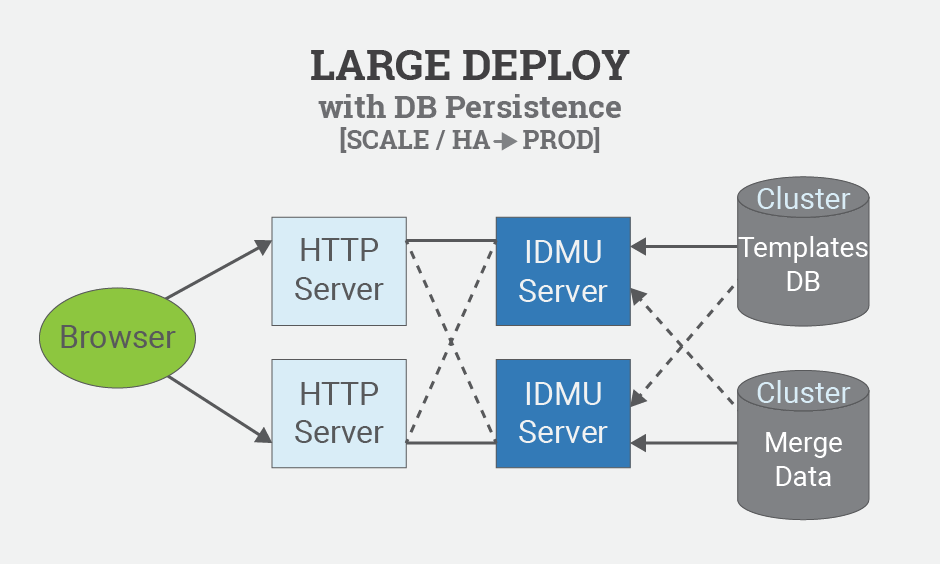 LARGE DEPLOY
with DB Persistence
[SCALE / HA→PROD]
Browser
HTTP
Server
HTTP
Server
IDMU
Server
IDMU
Server
Cluster
Templates
DB
Cluster
Merge
Data